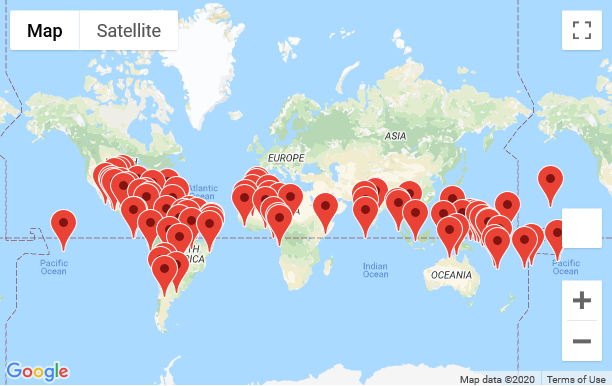 Map
Satellite
ASIA
EUROPE
Atlantic
Ocean
Pacific
Ocean
Indian
Ocean
OCEANIA
Pacific
Ocean
Google
Map data ©2020
Terms of Use